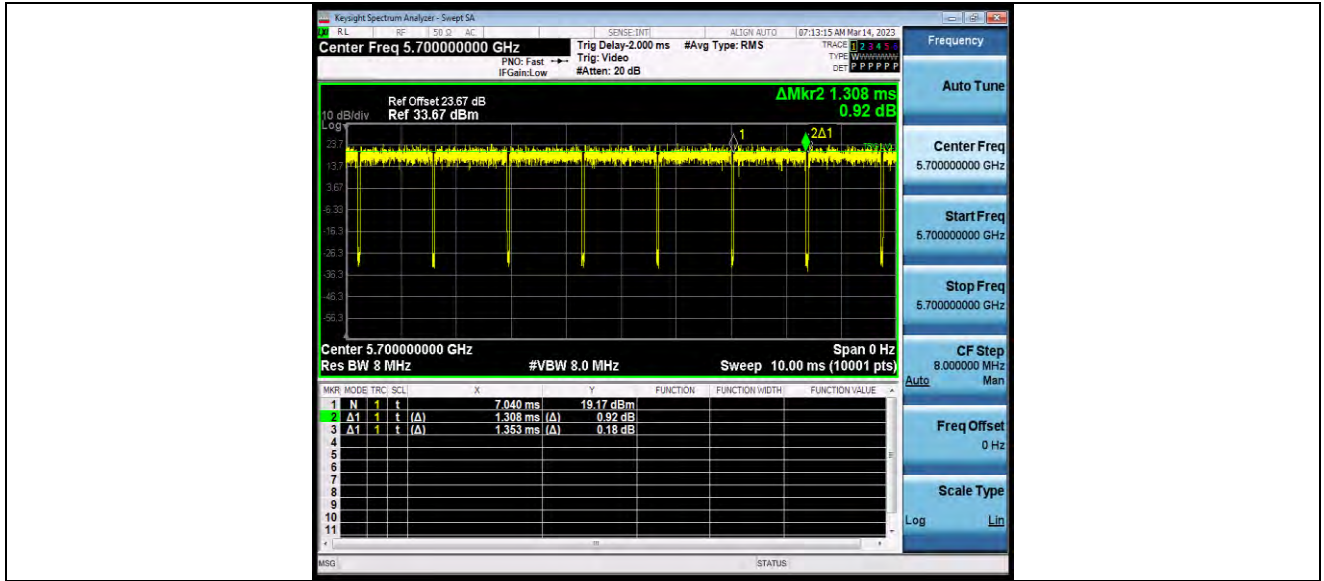 Keysight Spectrum Analyzer - Swept SA
RL RF 50 Ω AC SENSE:INT ALIGN AUTO 07:13:15 AM Mar 14, 2023
Center Freq 5.700000000 GHz
PNO: Fast
IFGain:Low
Trig Delay-2.000 ms
Trig: Video
#Atten: 20 dB
#Avg Type: RMS
TRACE 1 2 3 4 5 6
TYPE WWWWWW
DET P P P P P P
ΔMkr2 1.308 ms
0.92 dB
Ref Offset 23.67 dB
10 dB/div Ref 33.67 dBm
Log
1
2Δ1
23.7
13.7
3.67
-6.33
-16.3
-26.3
-36.3
-46.3
-56.3
Center 5.700000000 GHz Span 0 Hz
Res BW 8 MHz #VBW 8.0 MHz Sweep 10.00 ms (10001 pts)
MKR MODE TRC SCL X Y FUNCTION FUNCTION WIDTH FUNCTION VALUE
1 N 1 t 7.040 ms 19.17 dBm
2 Δ1 1 t (Δ) 1.308 ms (Δ) 0.92 dB
3 Δ1 1 t (Δ) 1.353 ms (Δ) 0.18 dB
4
5
6
7
8
9
10
11
MSG STATUS
Frequency
Auto Tune
Center Freq
5.700000000 GHz
Start Freq
5.700000000 GHz
Stop Freq
5.700000000 GHz
CF Step
8.000000 MHz
Auto Man
Freq Offset
0 Hz
Scale Type
Log Lin